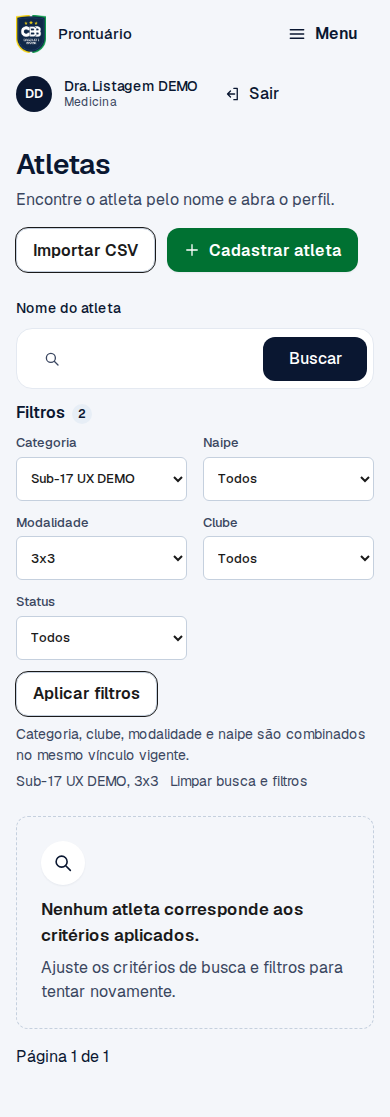 CBB
Prontuário
Menu
DD
Dra.Listagem DEMO
Medicina
Sair
Atletas
Encontre o atleta pelo nome e abra o perfil.
Importar CSV
Cadastrar atleta
Nome do atleta
Buscar
Filtros 2
Categoria
Naipe
Sub-17 UX DEMO
Todos
Modalidade
Clube
3x3
Todos
Status
Todos
Aplicar filtros
Categoria, clube, modalidade e naipe são combinados
no mesmo vínculo vigente.
Sub-17 UX DEMO, 3x3 Limpar busca e filtros
Nenhum atleta corresponde aos
critérios aplicados.
Ajuste os critérios de busca e filtros para
tentar novamente.
Página 1 de 1